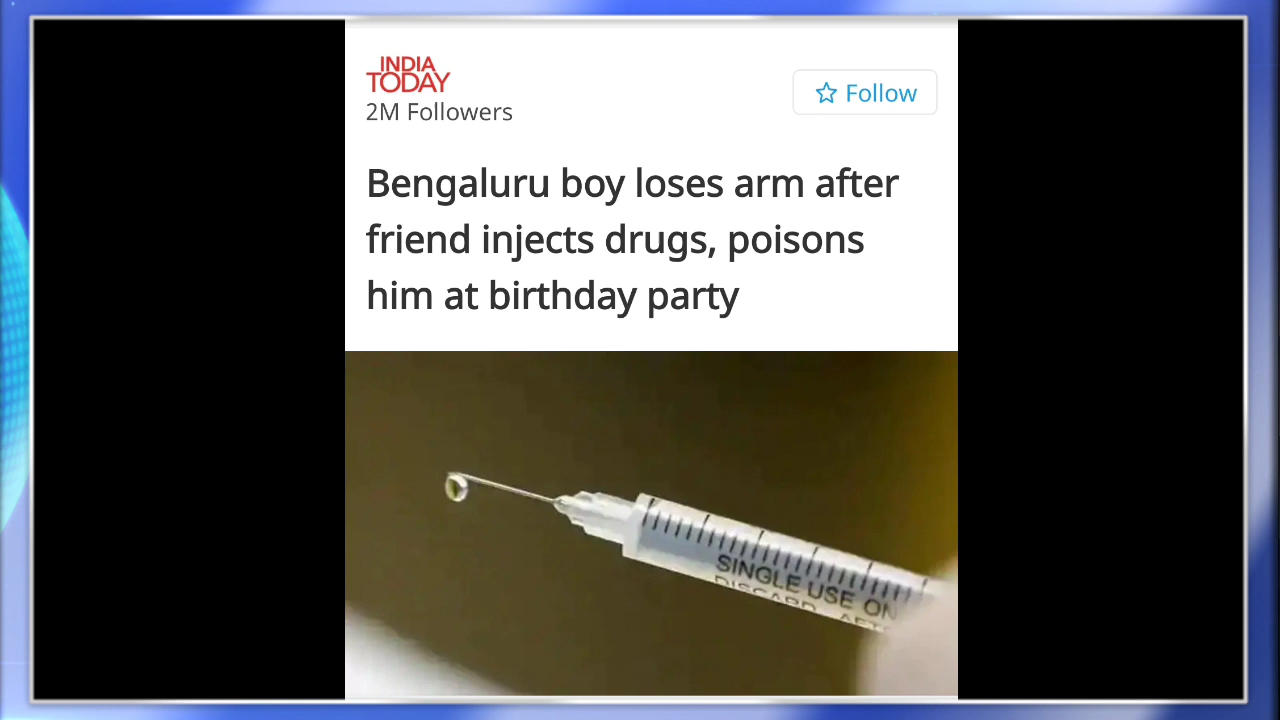 INDIA
TODAY
2M Followers
Follow
Bengaluru boy loses arm after
friend injects drugs, poisons
him at birthday party
SINGLE USE ON
DISCARD